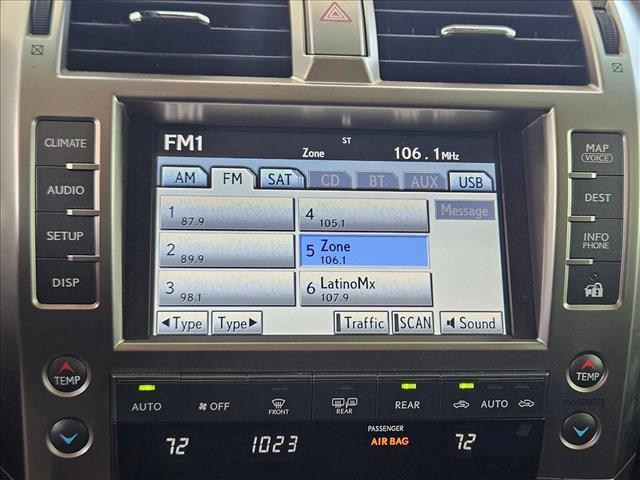 CLIMATE
AUDIO
SETUP
DISP
FM1 ST
Zone 106.1MHz
AM FM SAT CD BT AUX USB
1 87.9
4 105.1
Message
2 89.9
5 Zone
106.1
3 98.1
6 LatinoMx
107.9
◄Type Type► Traffic SCAN Sound
MAP
VOICE
DEST
INFO
PHONE
TEMP
TEMP
PASSENGER
AUTO OFF FRONT REAR REAR AUTO
72 1023 PASSENGER
AIR BAG 72